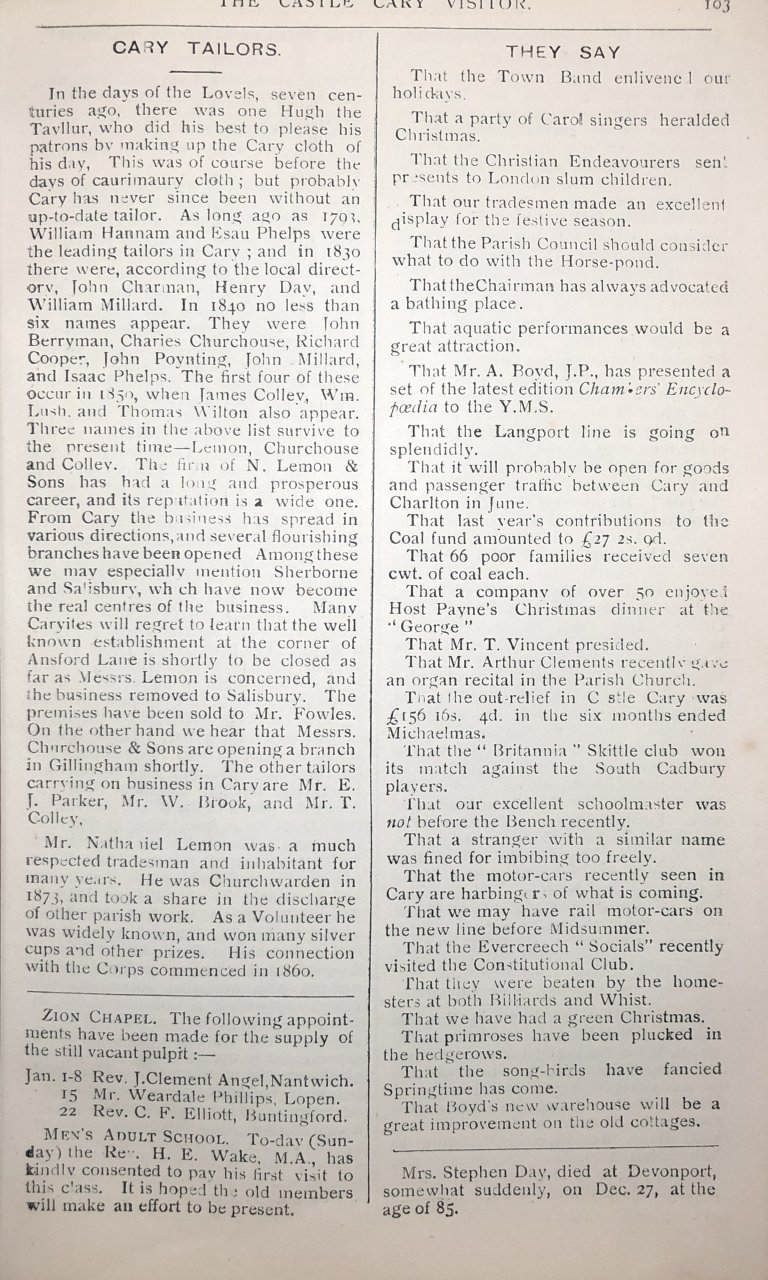 THE CASTLE CARY VISITOR. 103
CARY TAILORS.
In the days of the Lovels, seven cen-
turies ago, there was one Hugh the
Tayllur, who did his best to please his
patrons by making up the Cary cloth of
his day, This was of course before the
days of caurimaury cloth ; but probably
Cary has never since been without an
up-to-date tailor. As long ago as 1793,
William Hannam and Esau Phelps were
the leading tailors in Cary ; and in 1830
there were, according to the local direct-
ory, John Charman, Henry Day, and
William Millard. In 1840 no less than
six names appear. They were John
Berryman, Charies Churchouse, Richard
Cooper, John Poynting, John Millard,
and Isaac Phelps. The first four of these
occur in 1850, when James Colley, Wm.
Lush, and Thomas Wilton also appear.
Three names in the above list survive to
the present time—Lemon, Churchouse
and Colley. The firm of N. Lemon &
Sons has had a long and prosperous
career, and its reputation is a wide one.
From Cary the business has spread in
various directions, and several flourishing
branches have been opened Among these
we may especially mention Sherborne
and Salisbury, wh ch have now become
the real centres of the business. Many
Caryites will regret to learn that the well
known establishment at the corner of
Ansford Lane is shortly to be closed as
far as Messrs. Lemon is concerned, and
the business removed to Salisbury. The
premises have been sold to Mr. Fowles.
On the other hand we hear that Messrs.
Churchouse & Sons are opening a branch
in Gillingham shortly. The other tailors
carrying on business in Cary are Mr. E.
J. Parker, Mr. W. Brook, and Mr. T.
Colley,
Mr. Nathaniel Lemon was a much
respected tradesman and inhabitant for
many years. He was Churchwarden in
1873, and took a share in the discharge
of other parish work. As a Volunteer he
was widely known, and won many silver
cups and other prizes. His connection
with the Corps commenced in 1860.
ZION CHAPEL. The following appoint-
ments have been made for the supply of
the still vacant pulpit :—
Jan. 1-8 Rev. J.Clement Angel,Nantwich.
15 Mr. Weardale Phillips, Lopen.
22 Rev. C. F. Elliott, Buntingford.
MEN'S ADULT SCHOOL. To-day (Sun-
day) the Rev. H. E. Wake, M.A., has
kindly consented to pay his first visit to
this class. It is hoped the old members
will make an effort to be present.
THEY SAY
That the Town Band enlivened our
holidays.
That a party of Carol singers heralded
Christmas.
That the Christian Endeavourers sent
presents to London slum children.
That our tradesmen made an excellent
display for the festive season.
That the Parish Council should consider
what to do with the Horse-pond.
That the Chairman has always advocated
a bathing place.
That aquatic performances would be a
great attraction.
That Mr. A. Boyd, J.P., has presented a
set of the latest edition Chambers' Encyclo-
pœdia to the Y.M.S.
That the Langport line is going on
splendidly.
That it will probably be open for goods
and passenger traffic between Cary and
Charlton in June.
That last year's contributions to the
Coal fund amounted to £27 2s. 9d.
That 66 poor families received seven
cwt. of coal each.
That a company of over 50 enjoyed
Host Payne's Christmas dinner at the
"George"
That Mr. T. Vincent presided.
That Mr. Arthur Clements recently gave
an organ recital in the Parish Church.
That the out-relief in C stle Cary was
£156 16s. 4d. in the six months ended
Michaelmas.
That the "Britannia" Skittle club won
its match against the South Cadbury
players.
That our excellent schoolmaster was
not before the Bench recently.
That a stranger with a similar name
was fined for imbibing too freely.
That the motor-cars recently seen in
Cary are harbingers of what is coming.
That we may have rail motor-cars on
the new line before Midsummer.
That the Evercreech "Socials" recently
visited the Constitutional Club.
That they were beaten by the home-
sters at both Billiards and Whist.
That we have had a green Christmas.
That primroses have been plucked in
the hedgerows.
That the song-birds have fancied
Springtime has come.
That Boyd's new warehouse will be a
great improvement on the old cottages.
Mrs. Stephen Day, died at Devonport,
somewhat suddenly, on Dec. 27, at the
age of 85.